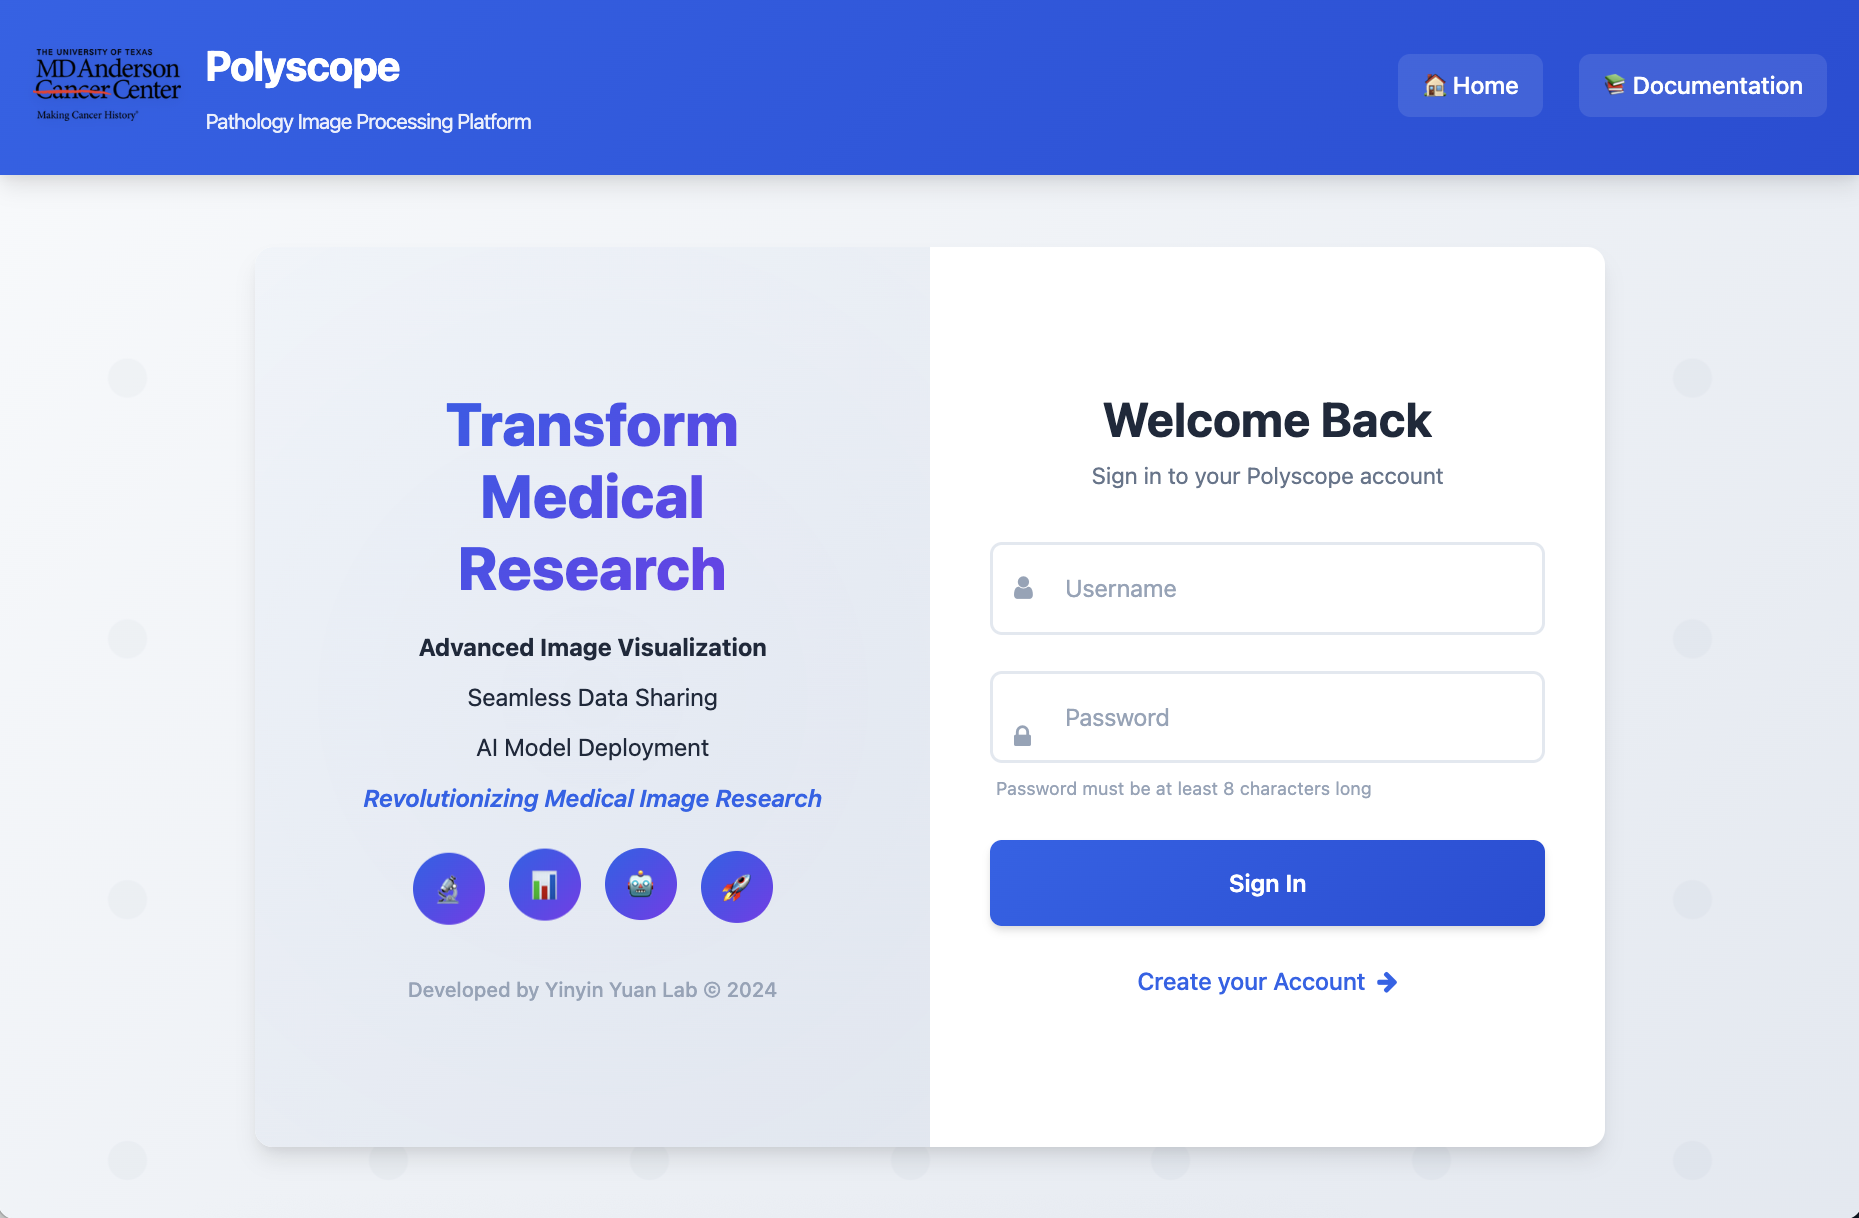 THE UNIVERSITY OF TEXAS
MD Anderson
Cancer Center
Making Cancer History®
Polyscope
Pathology Image Processing Platform
Home
Documentation
Transform
Medical
Research
Advanced Image Visualization
Seamless Data Sharing
AI Model Deployment
Revolutionizing Medical Image Research
Developed by Yinyin Yuan Lab © 2024
Welcome Back
Sign in to your Polyscope account
Username
Password
Password must be at least 8 characters long
Sign In
Create your Account